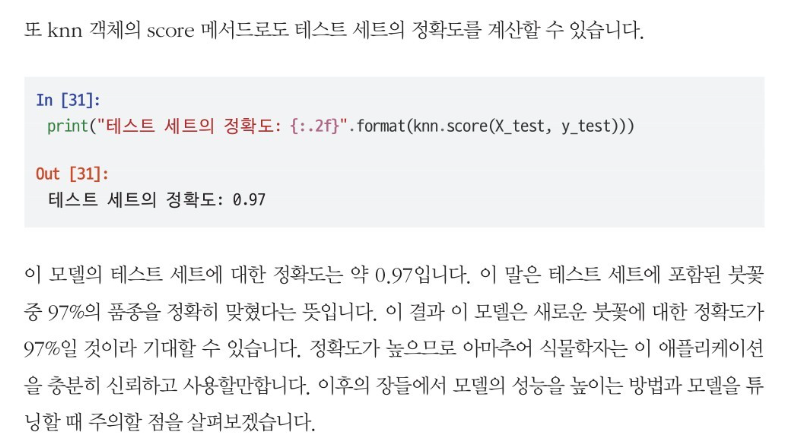 또 knn 객체의 score 메서드로도 테스트 세트의 정확도를 계산할 수 있습니다.
In [31]:
print("테스트 세트의 정확도: {:.2f}".format(knn.score(X_test, y_test)))
Out [31]:
테스트 세트의 정확도: 0.97
이 모델의 테스트 세트에 대한 정확도는 약 0.97입니다. 이 말은 테스트 세트에 포함된 붓꽃
중 97%의 품종을 정확히 맞혔다는 뜻입니다. 이 결과 이 모델은 새로운 붓꽃에 대한 정확도가
97%일 것이라 기대할 수 있습니다. 정확도가 높으므로 아마추어 식물학자는 이 애플리케이션
을 충분히 신뢰하고 사용할만합니다. 이후의 장들에서 모델의 성능을 높이는 방법과 모델을 튜
닝할 때 주의할 점을 살펴보겠습니다.